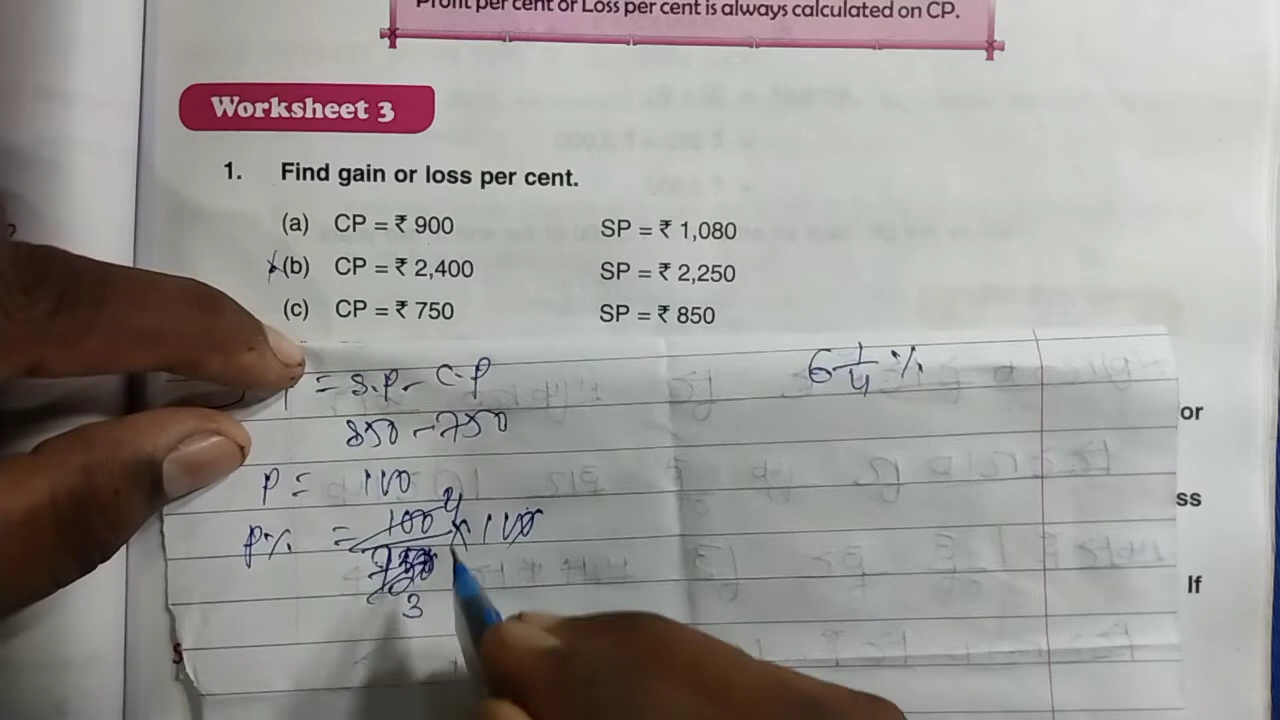 Profit per cent or Loss per cent is always calculated on CP.
Worksheet 3
1. Find gain or loss per cent.
(a) CP = ₹ 900 SP = ₹ 1,080
(b) CP = ₹ 2,400 SP = ₹ 2,250
(c) CP = ₹ 750 SP = ₹ 850
= S.P - C.P 6 1/4 %
850 - 750
or
P = 100
ss
P% = 100 4 × 100
750
If
3